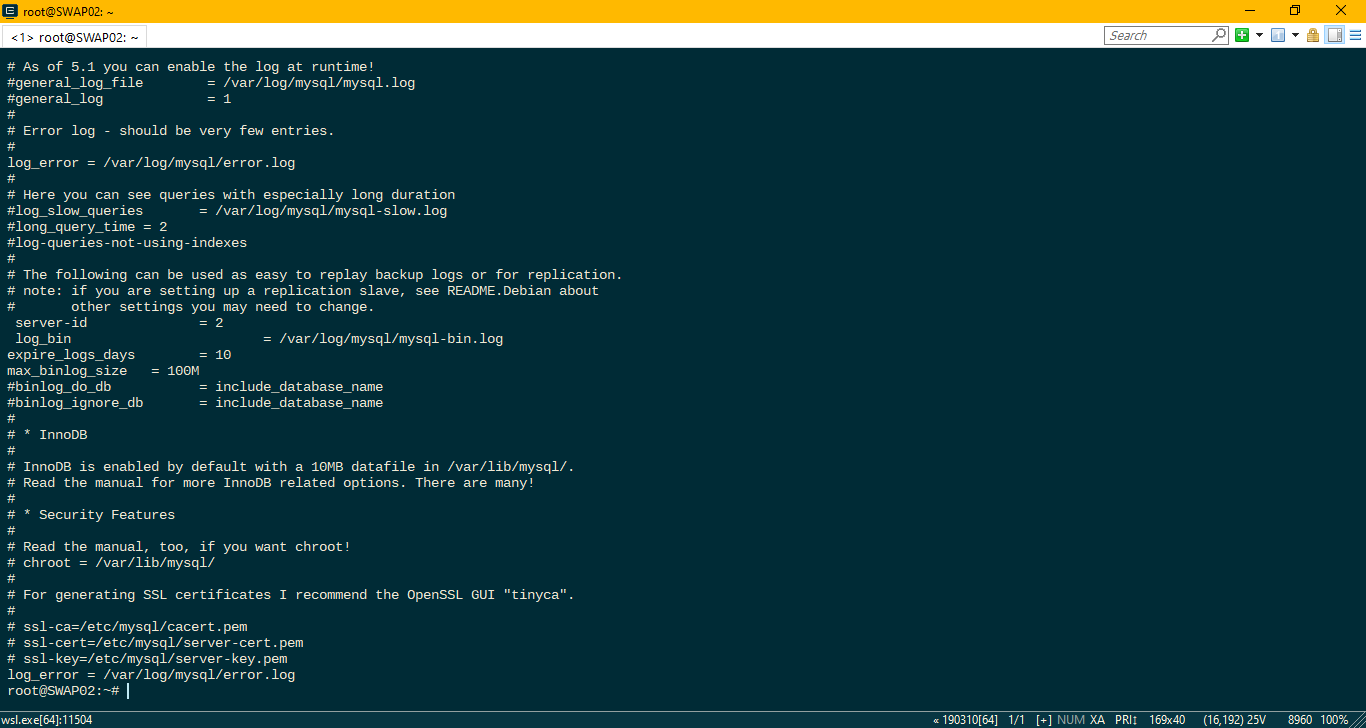 root@SWAP02: ~
<1> root@SWAP02: ~
Search
# As of 5.1 you can enable the log at runtime!
#general_log_file        = /var/log/mysql/mysql.log
#general_log             = 1
#
# Error log - should be very few entries.
#
log_error = /var/log/mysql/error.log
#
# Here you can see queries with especially long duration
#log_slow_queries       = /var/log/mysql/mysql-slow.log
#long_query_time = 2
#log-queries-not-using-indexes
#
# The following can be used as easy to replay backup logs or for replication.
# note: if you are setting up a replication slave, see README.Debian about
#       other settings you may need to change.
 server-id              = 2
 log_bin                        = /var/log/mysql/mysql-bin.log
expire_logs_days        = 10
max_binlog_size   = 100M
#binlog_do_db           = include_database_name
#binlog_ignore_db       = include_database_name
#
# * InnoDB
#
# InnoDB is enabled by default with a 10MB datafile in /var/lib/mysql/.
# Read the manual for more InnoDB related options. There are many!
#
# * Security Features
#
# Read the manual, too, if you want chroot!
# chroot = /var/lib/mysql/
#
# For generating SSL certificates I recommend the OpenSSL GUI "tinyca".
#
# ssl-ca=/etc/mysql/cacert.pem
# ssl-cert=/etc/mysql/server-cert.pem
# ssl-key=/etc/mysql/server-key.pem
log_error = /var/log/mysql/error.log
root@SWAP02:~#
wsl.exe[64]:11504 « 190310[64] 1/1 [+] NUM XA PRI↕ 169x40 (16,192) 25V 8960 100%